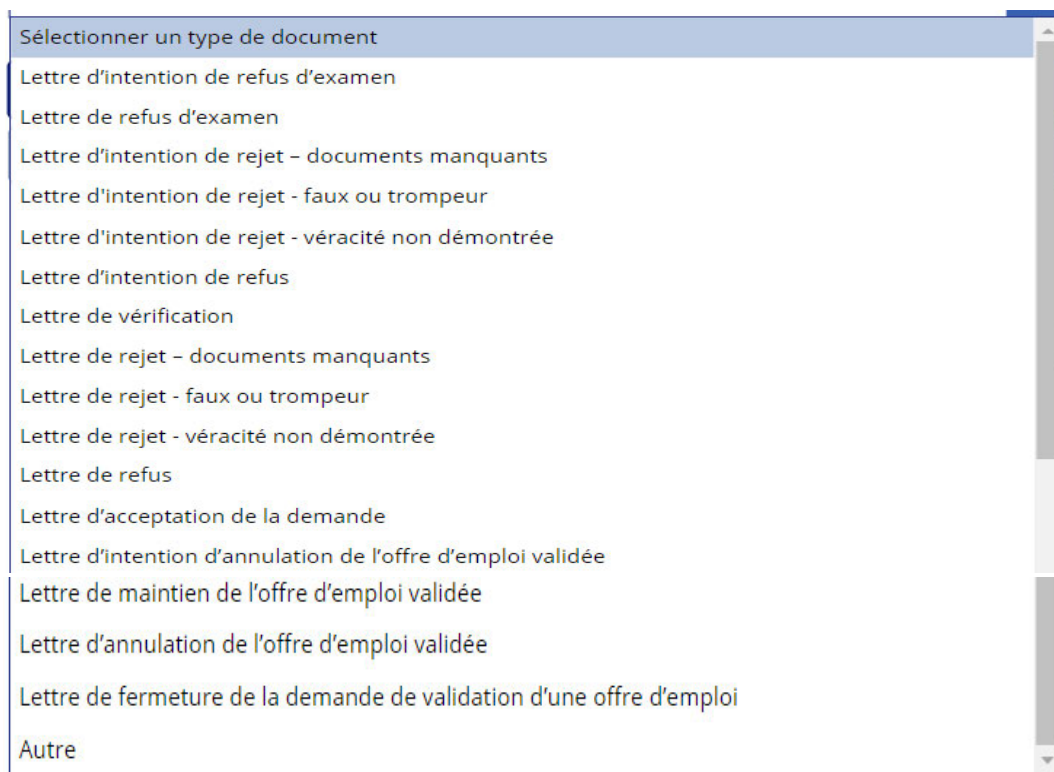 Sélectionner un type de document
Lettre d’intention de refus d’examen
Lettre de refus d’examen
Lettre d’intention de rejet – documents manquants
Lettre d'intention de rejet - faux ou trompeur
Lettre d'intention de rejet - véracité non démontrée
Lettre d’intention de refus
Lettre de vérification
Lettre de rejet – documents manquants
Lettre de rejet - faux ou trompeur
Lettre de rejet - véracité non démontrée
Lettre de refus
Lettre d’acceptation de la demande
Lettre d’intention d’annulation de l’offre d’emploi validée
Lettre de maintien de l’offre d’emploi validée
Lettre d’annulation de l’offre d’emploi validée
Lettre de fermeture de la demande de validation d’une offre d’emploi
Autre